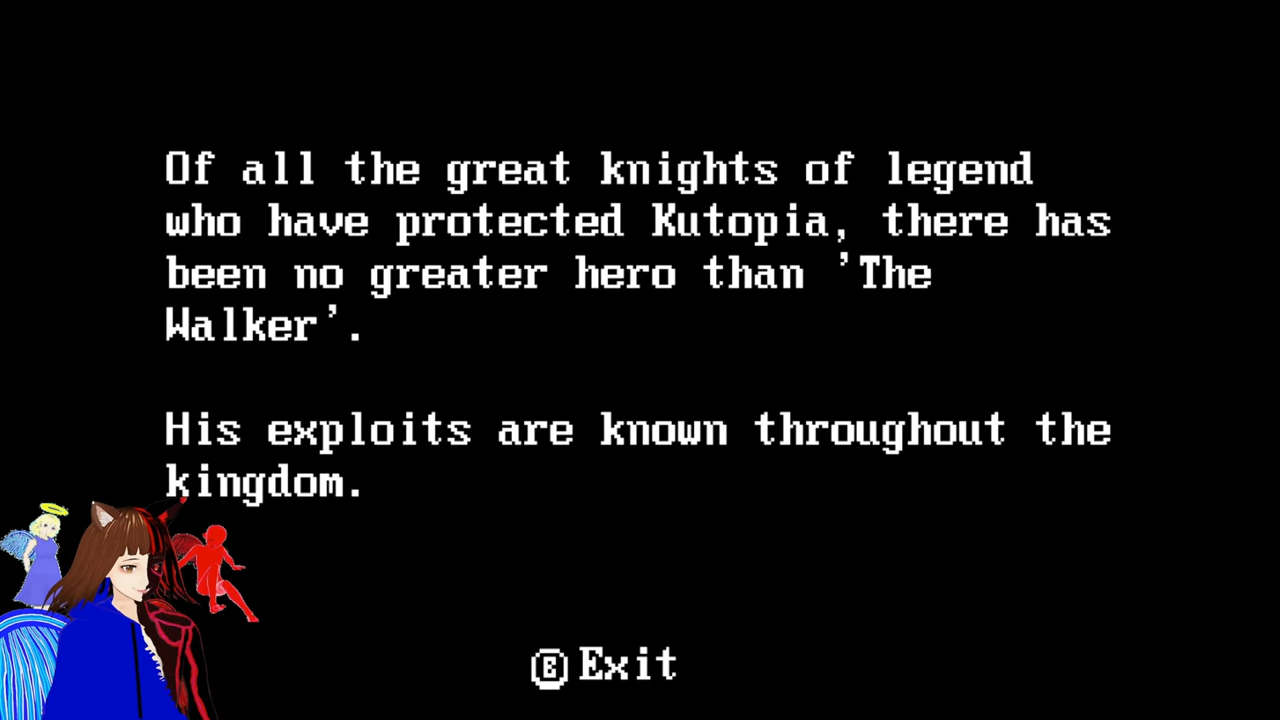 Of all the great knights of legend
who have protected Kutopia, there has
been no greater hero than 'The
Walker'.
His exploits are known throughout the
kingdom.
B Exit